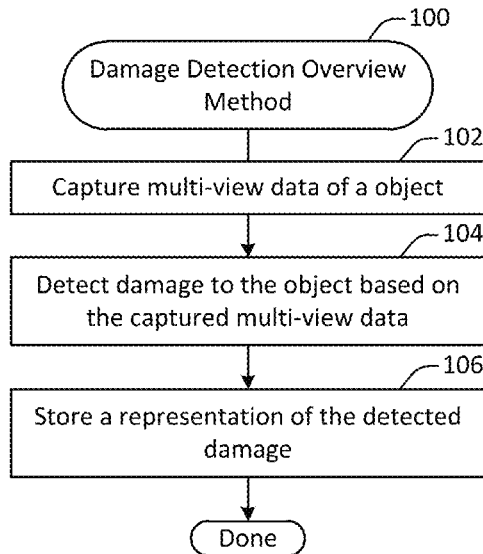 100
Damage Detection Overview
Method
102
Capture multi-view data of a object
104
Detect damage to the object based on
the captured multi-view data
106
Store a representation of the detected
damage
Done